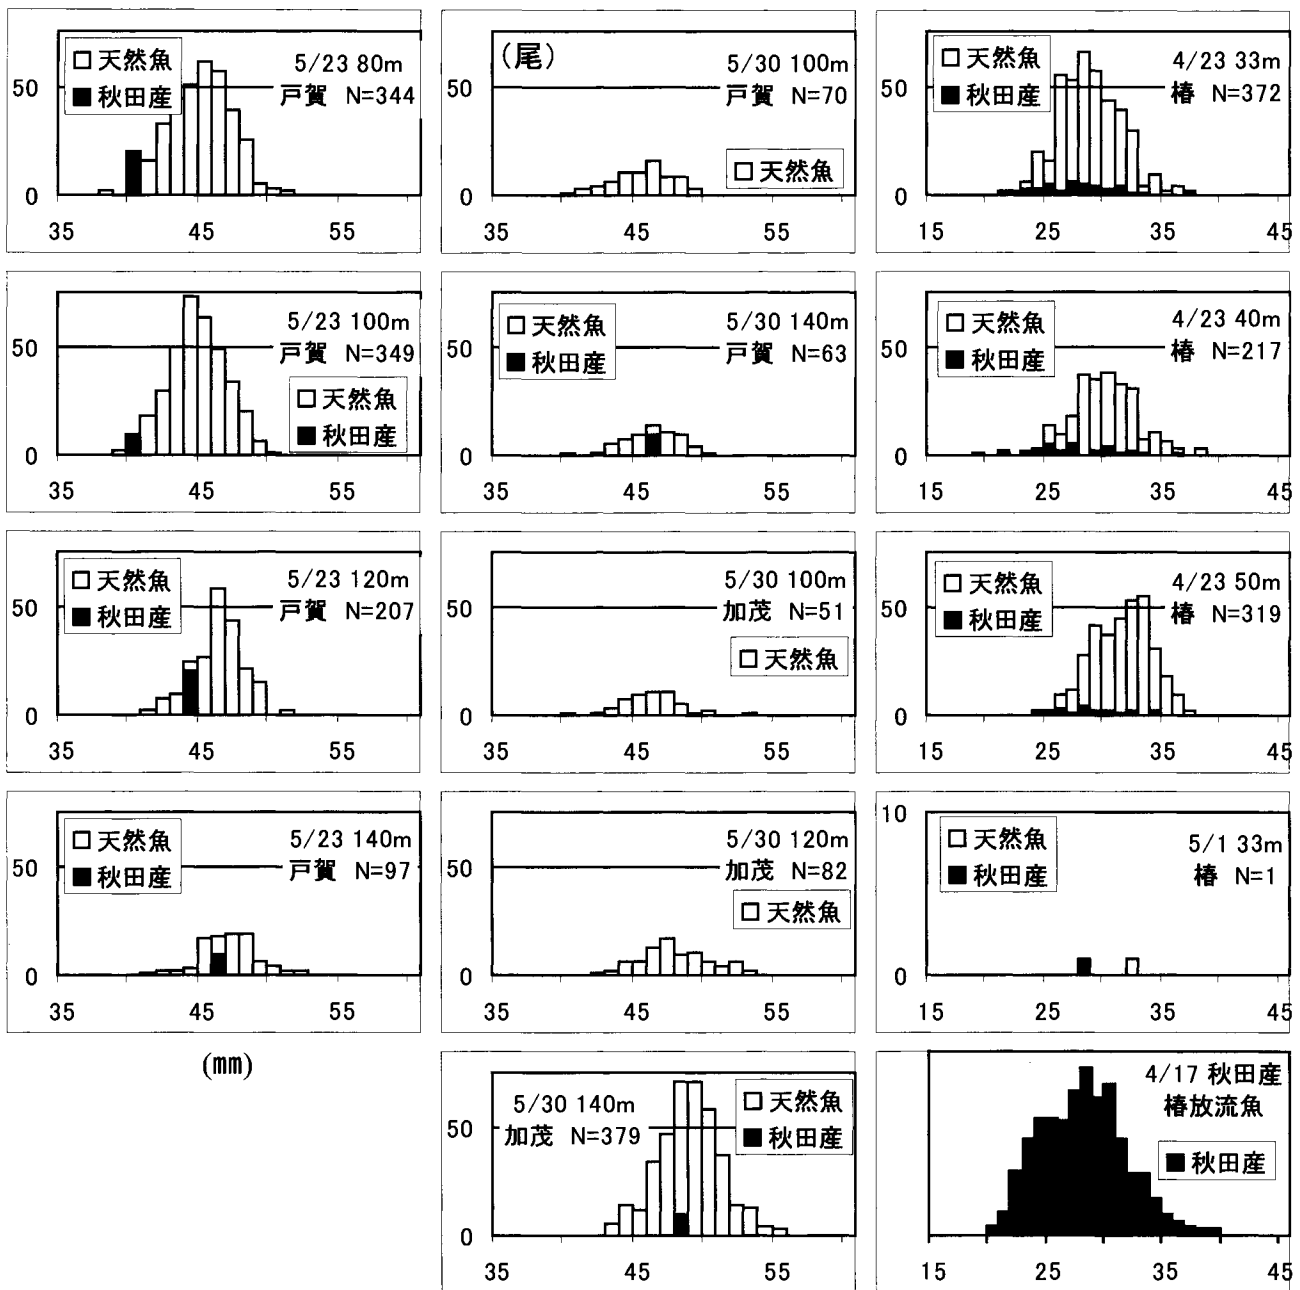 天然魚
秋田産
5/23 80m
戸賀 N=344
50
0
35 45 55
(尾)
5/30 100m
戸賀 N=70
天然魚
50
0
35 45 55
天然魚
秋田産
4/23 33m
椿 N=372
50
0
15 25 35 45
5/23 100m
戸賀 N=349
天然魚
秋田産
50
0
35 45 55
天然魚
秋田産
5/30 140m
戸賀 N=63
50
0
35 45 55
天然魚
秋田産
4/23 40m
椿 N=217
50
0
15 25 35 45
天然魚
秋田産
5/23 120m
戸賀 N=207
50
0
35 45 55
5/30 100m
加茂 N=51
天然魚
50
0
35 45 55
天然魚
秋田産
4/23 50m
椿 N=319
50
0
15 25 35 45
天然魚
秋田産
5/23 140m
戸賀 N=97
50
0
35 45 55
(mm)
5/30 120m
加茂 N=82
天然魚
50
0
35 45 55
10
天然魚
秋田産
5/1 33m
椿 N=1
0
15 25 35 45
5/30 140m
加茂 N=379
天然魚
秋田産
50
0
35 45 55
4/17 秋田産
椿放流魚
秋田産
15 25 35 45